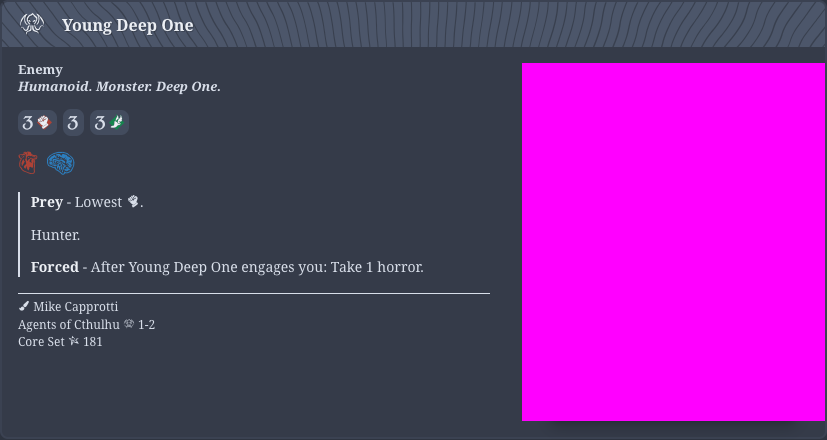 Young Deep One
Enemy
Humanoid. Monster. Deep One.
3 3 3
Prey - Lowest .
Hunter.
Forced - After Young Deep One engages you: Take 1 horror.
Mike Capprotti
Agents of Cthulhu 1-2
Core Set 181